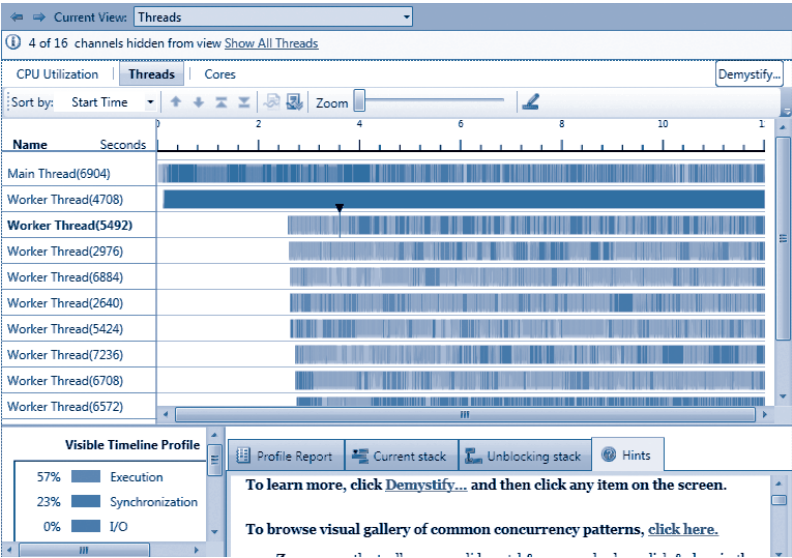 Current View: Threads
4 of 16 channels hidden from view Show All Threads
CPU Utilization Threads Cores Demystify...
Sort by: Start Time Zoom
0 2 4 6 8 10 1
Name Seconds
Main Thread(6904)
Worker Thread(4708)
Worker Thread(5492)
Worker Thread(2976)
Worker Thread(6884)
Worker Thread(2640)
Worker Thread(5424)
Worker Thread(7236)
Worker Thread(6708)
Worker Thread(6572)
Visible Timeline Profile
57% Execution
23% Synchronization
0% I/O
Profile Report Current stack Unblocking stack Hints
To learn more, click Demystify... and then click any item on the screen.
To browse visual gallery of common concurrency patterns, click here.